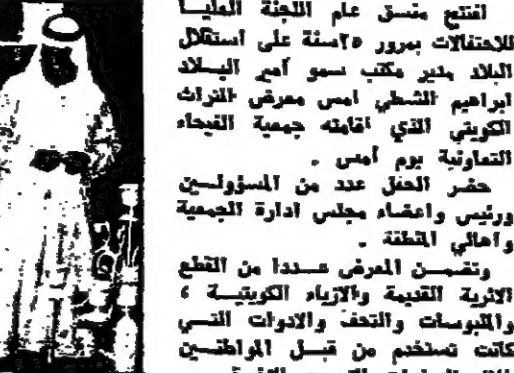 افتتح منسق عام اللجنة العليا
للاحتفالات بمرور ٢٥ سنة على استقلال
البلاد مدير مكتب سمو أمير البلاد
ابراهيم الشطي امس معرض التراث
الكويتي الذي اقامته جمعية الفيحاء
التعاونية يوم أمس .
حضر الحفل عدد من المسؤولين
ورئيس واعضاء مجلس ادارة الجمعية
وأهالي المنطقة .
وتضمن المعرض عددا من القطع
الاثرية القديمة والازياء الكويتية ،
والملبوسات والتحف والادوات التي
كانت تستخدم من قبل المواطنين